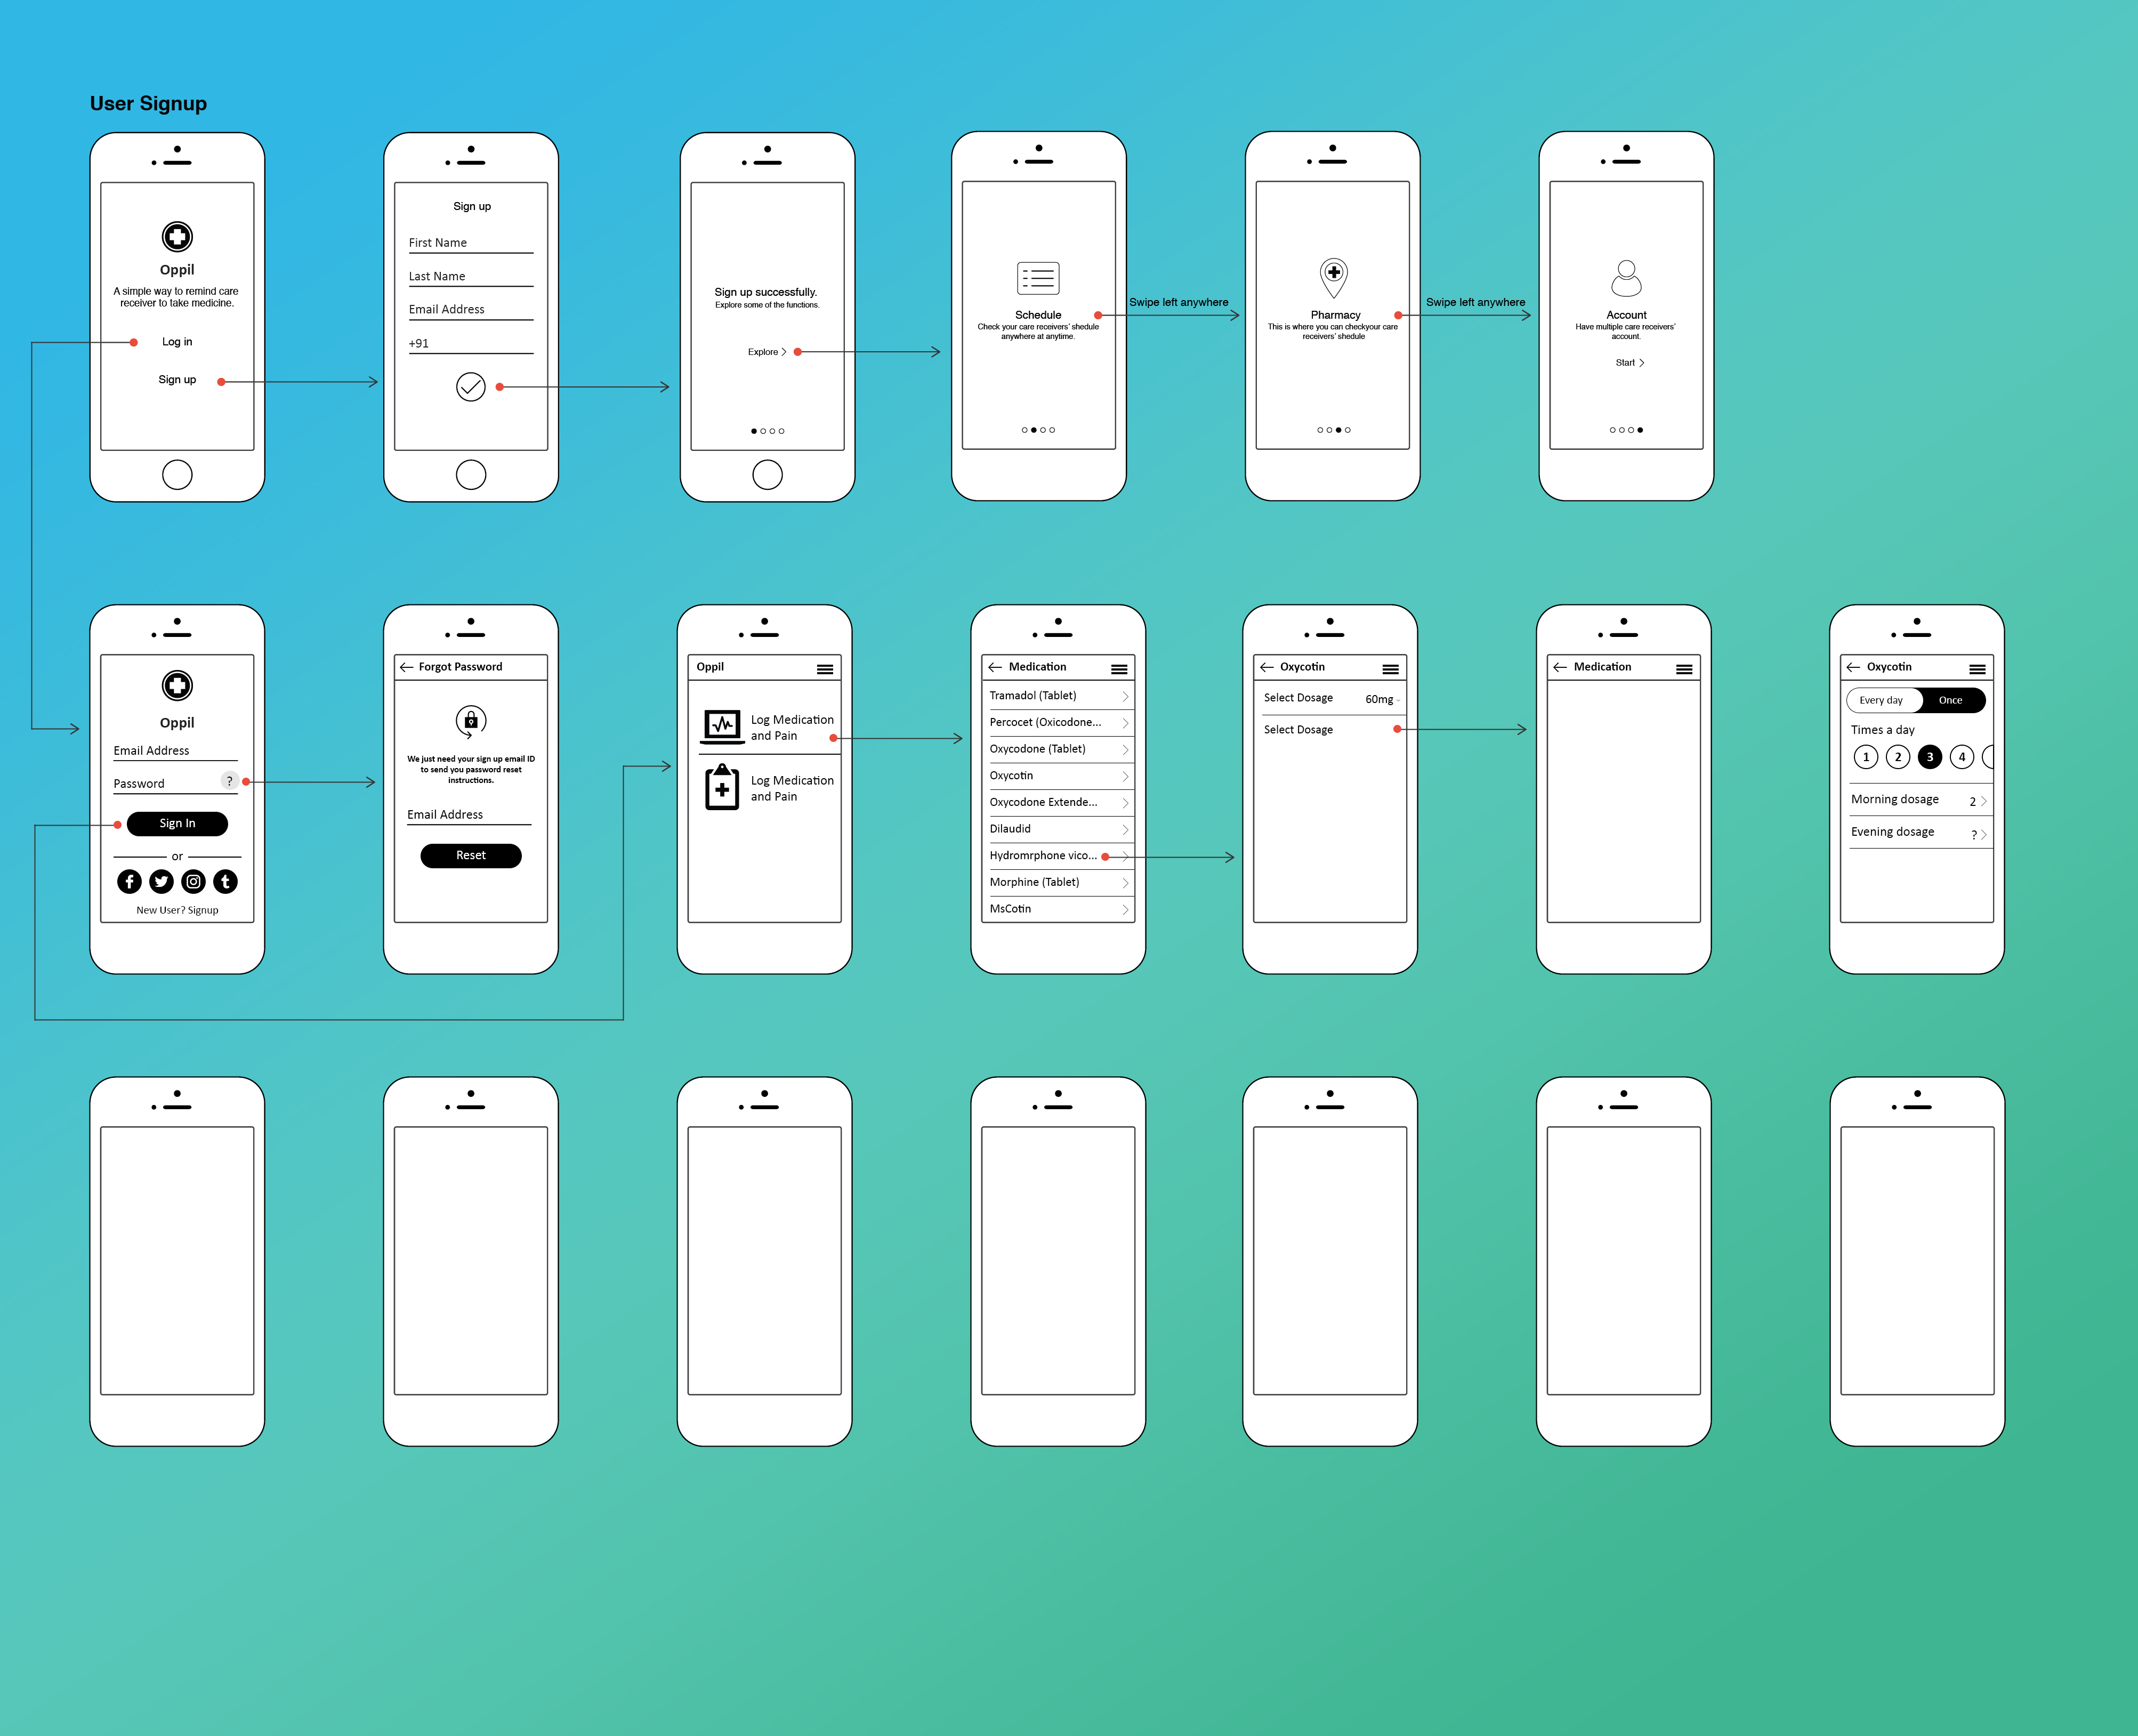 User Signup
Oppil
A simple way to remind care
receiver to take medicine.
Log in
Sign up
Sign up
First Name
Last Name
Email Address
+91
Sign up successfully.
Explore some of the functions.
Explore
Schedule
Check your care receivers' shedule
anywhere at anytime.
Swipe left anywhere
Pharmacy
This is where you can checkyour care
receivers' shedule
Swipe left anywhere
Account
Have multiple care receivers'
account.
Start
Oppil
Email Address
Password ?
Sign In
or
New User? Signup
Forgot Password
We just need your sign up email ID
to send you password reset
instructions.
Email Address
Reset
Oppil
Log Medication
and Pain
Log Medication
and Pain
Medication
Tramadol (Tablet)
Percocet (Oxicodone...
Oxycodone (Tablet)
Oxycotin
Oxycodone Extende...
Dilaudid
Hydromrphone vico...
Morphine (Tablet)
MsCotin
Oxycotin
Select Dosage 60mg
Select Dosage
Medication
Oxycotin
Every day Once
Times a day
1 2 3 4
Morning dosage 2
Evening dosage ?